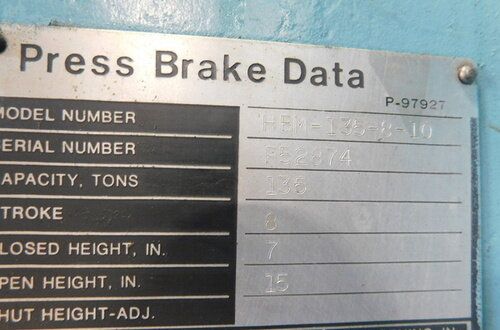 Press Brake Data
P-97927
MODEL NUMBER HBM-135-8-10
ERIAL NUMBER F52874
APACITY, TONS 135
TROKE 8
LOSED HEIGHT, IN. 7
PEN HEIGHT, IN. 15
HUT HEIGHT-ADJ.